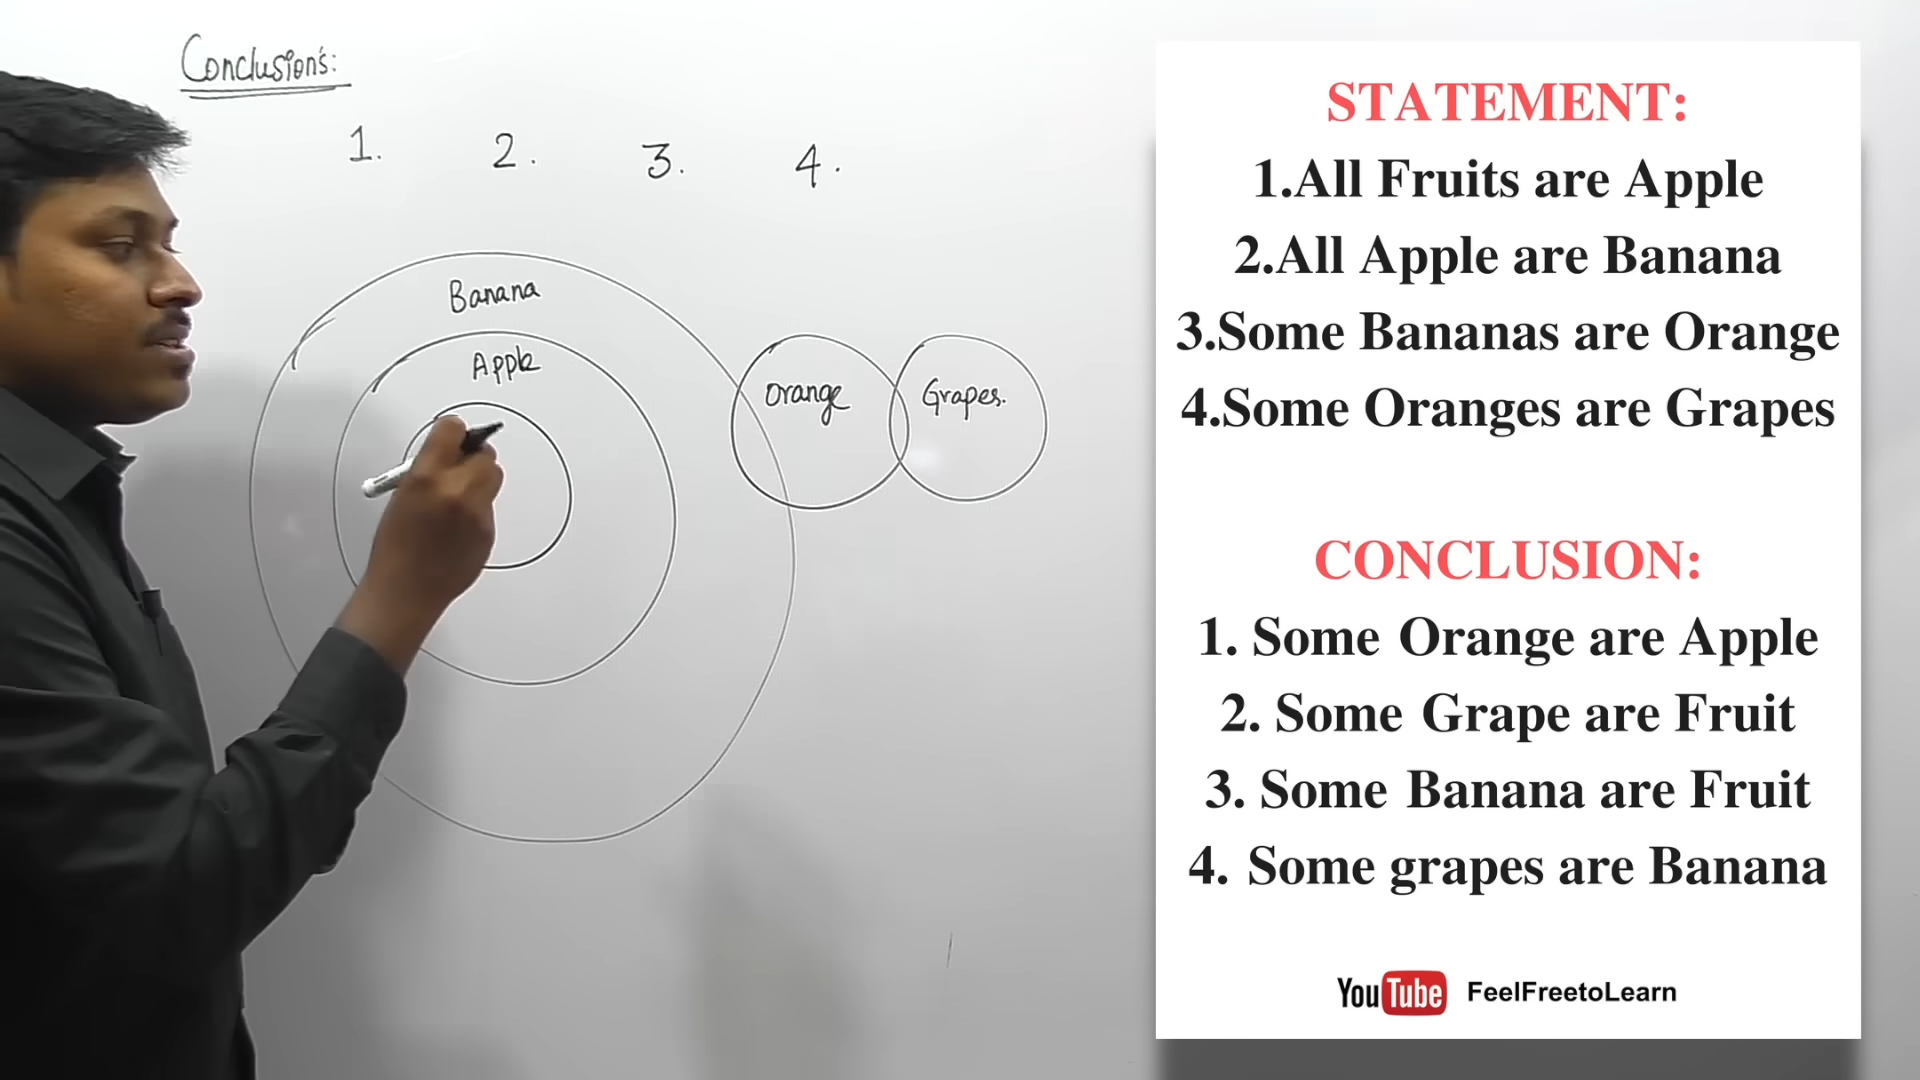 Conclusion's:
1. 2. 3. 4.
Banana
Apple
Orange Grapes.
STATEMENT:
1.All Fruits are Apple
2.All Apple are Banana
3.Some Bananas are Orange
4.Some Oranges are Grapes
CONCLUSION:
1. Some Orange are Apple
2. Some Grape are Fruit
3. Some Banana are Fruit
4. Some grapes are Banana
YouTube FeelFreetoLearn